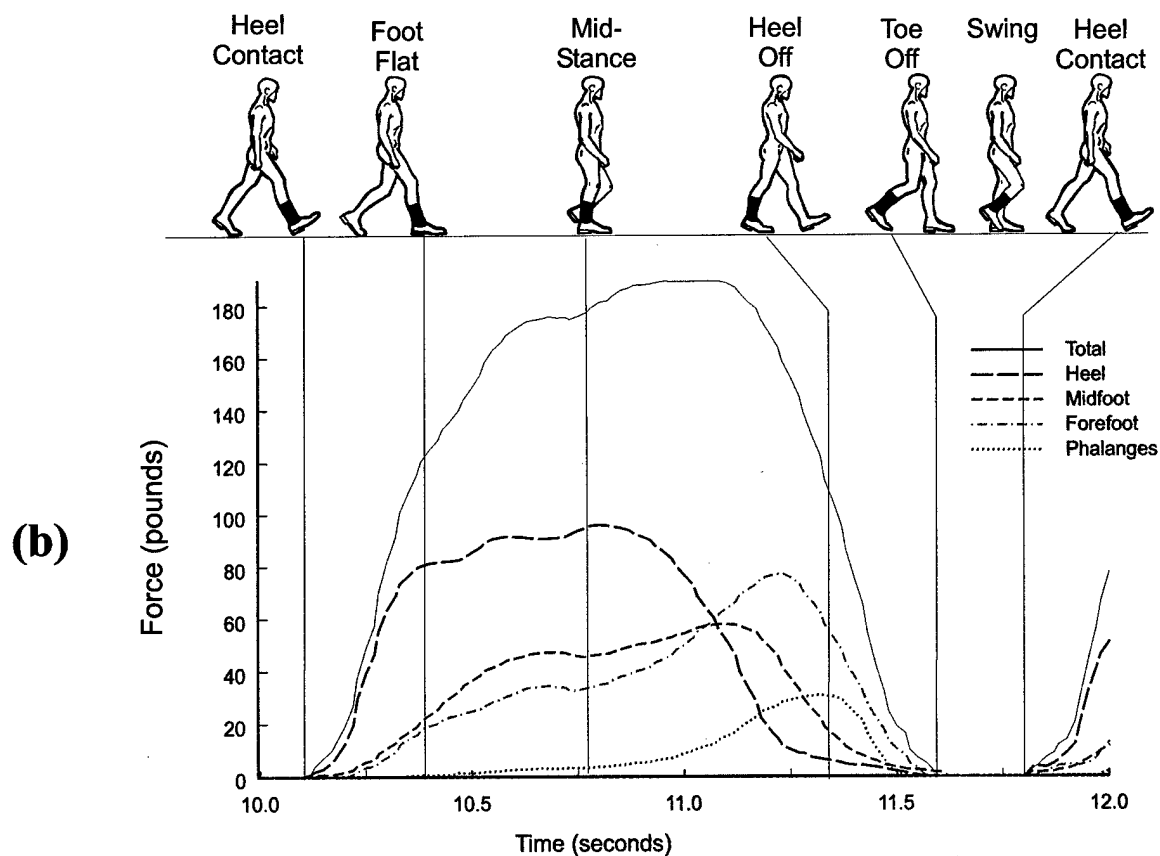 Heel
Contact
Foot
Flat
Mid-
Stance
Heel
Off
Toe
Off
Swing
Heel
Contact
(b)
Force (pounds)
180
160
140
120
100
80
60
40
20
0
Total
Heel
Midfoot
Forefoot
Phalanges
10.0
10.5
11.0
11.5
12.0
Time (seconds)